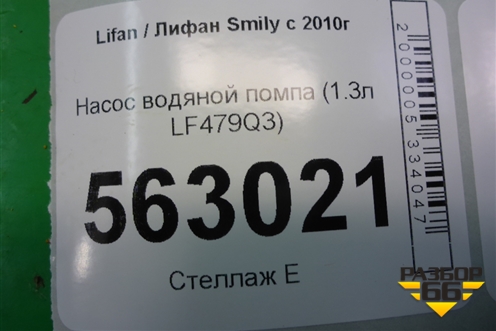 Lifan / Лифан Smily с 2010г
Насос водяной помпа (1.3л
LF479Q3)
563021
Стеллаж Е
2000005334047
РАЗБОР
66